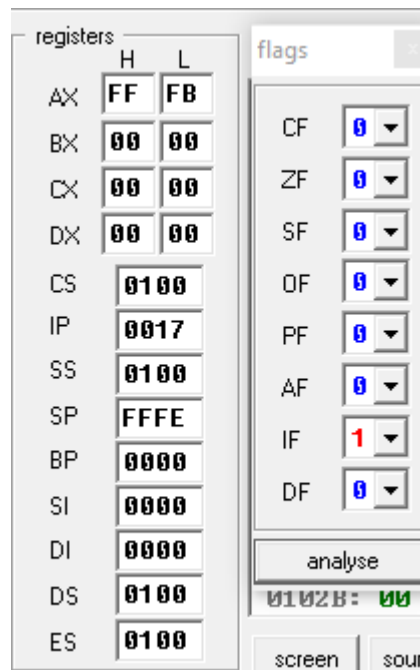 registers
H L
AX FF FB
BX 00 00
CX 00 00
DX 00 00
CS 0100
IP 0017
SS 0100
SP FFFE
BP 0000
SI 0000
DI 0000
DS 0100
ES 0100
flags
x
CF 0
ZF 0
SF 0
OF 0
PF 0
AF 0
IF 1
DF 0
analyse
0102B: 00
screen
sour